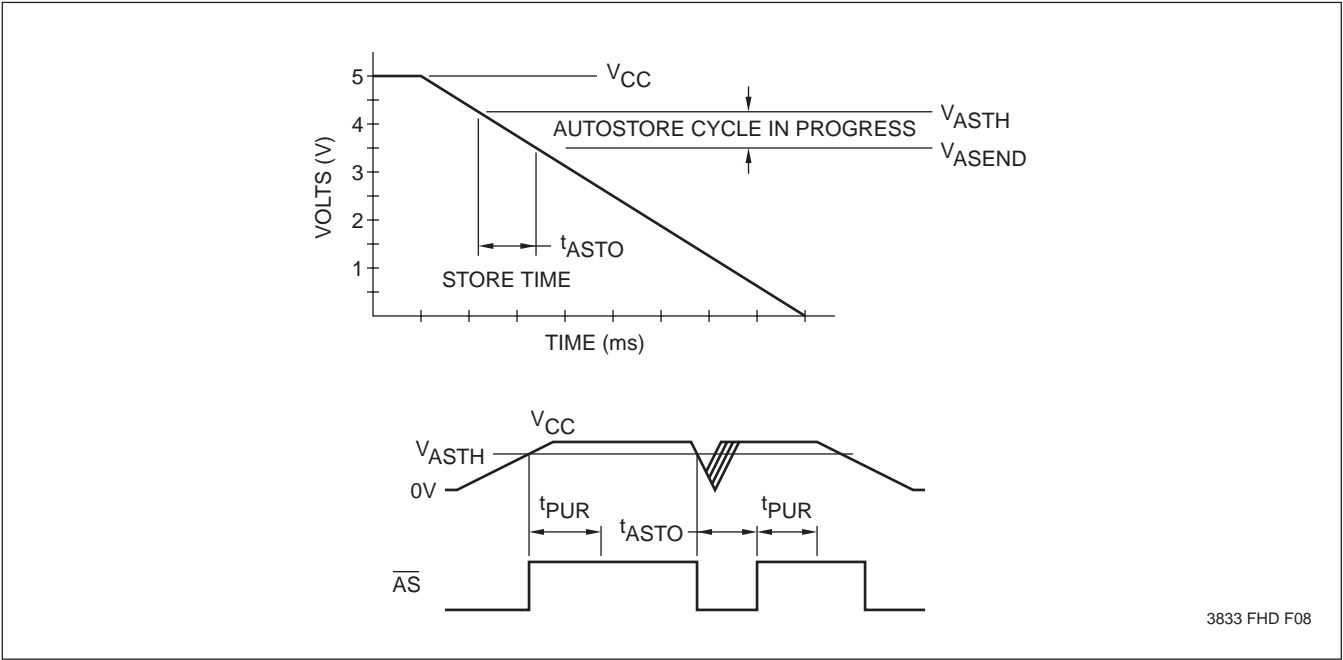 V_CC
5
4
3
2
1
VOLTS (V)
V_ASTH
AUTOSTORE CYCLE IN PROGRESS
V_ASEND
t_ASTO
STORE TIME
TIME (ms)
V_CC
V_ASTH
0V
t_PUR
t_ASTO
t_PUR
A̅S̅
3833 FHD F08